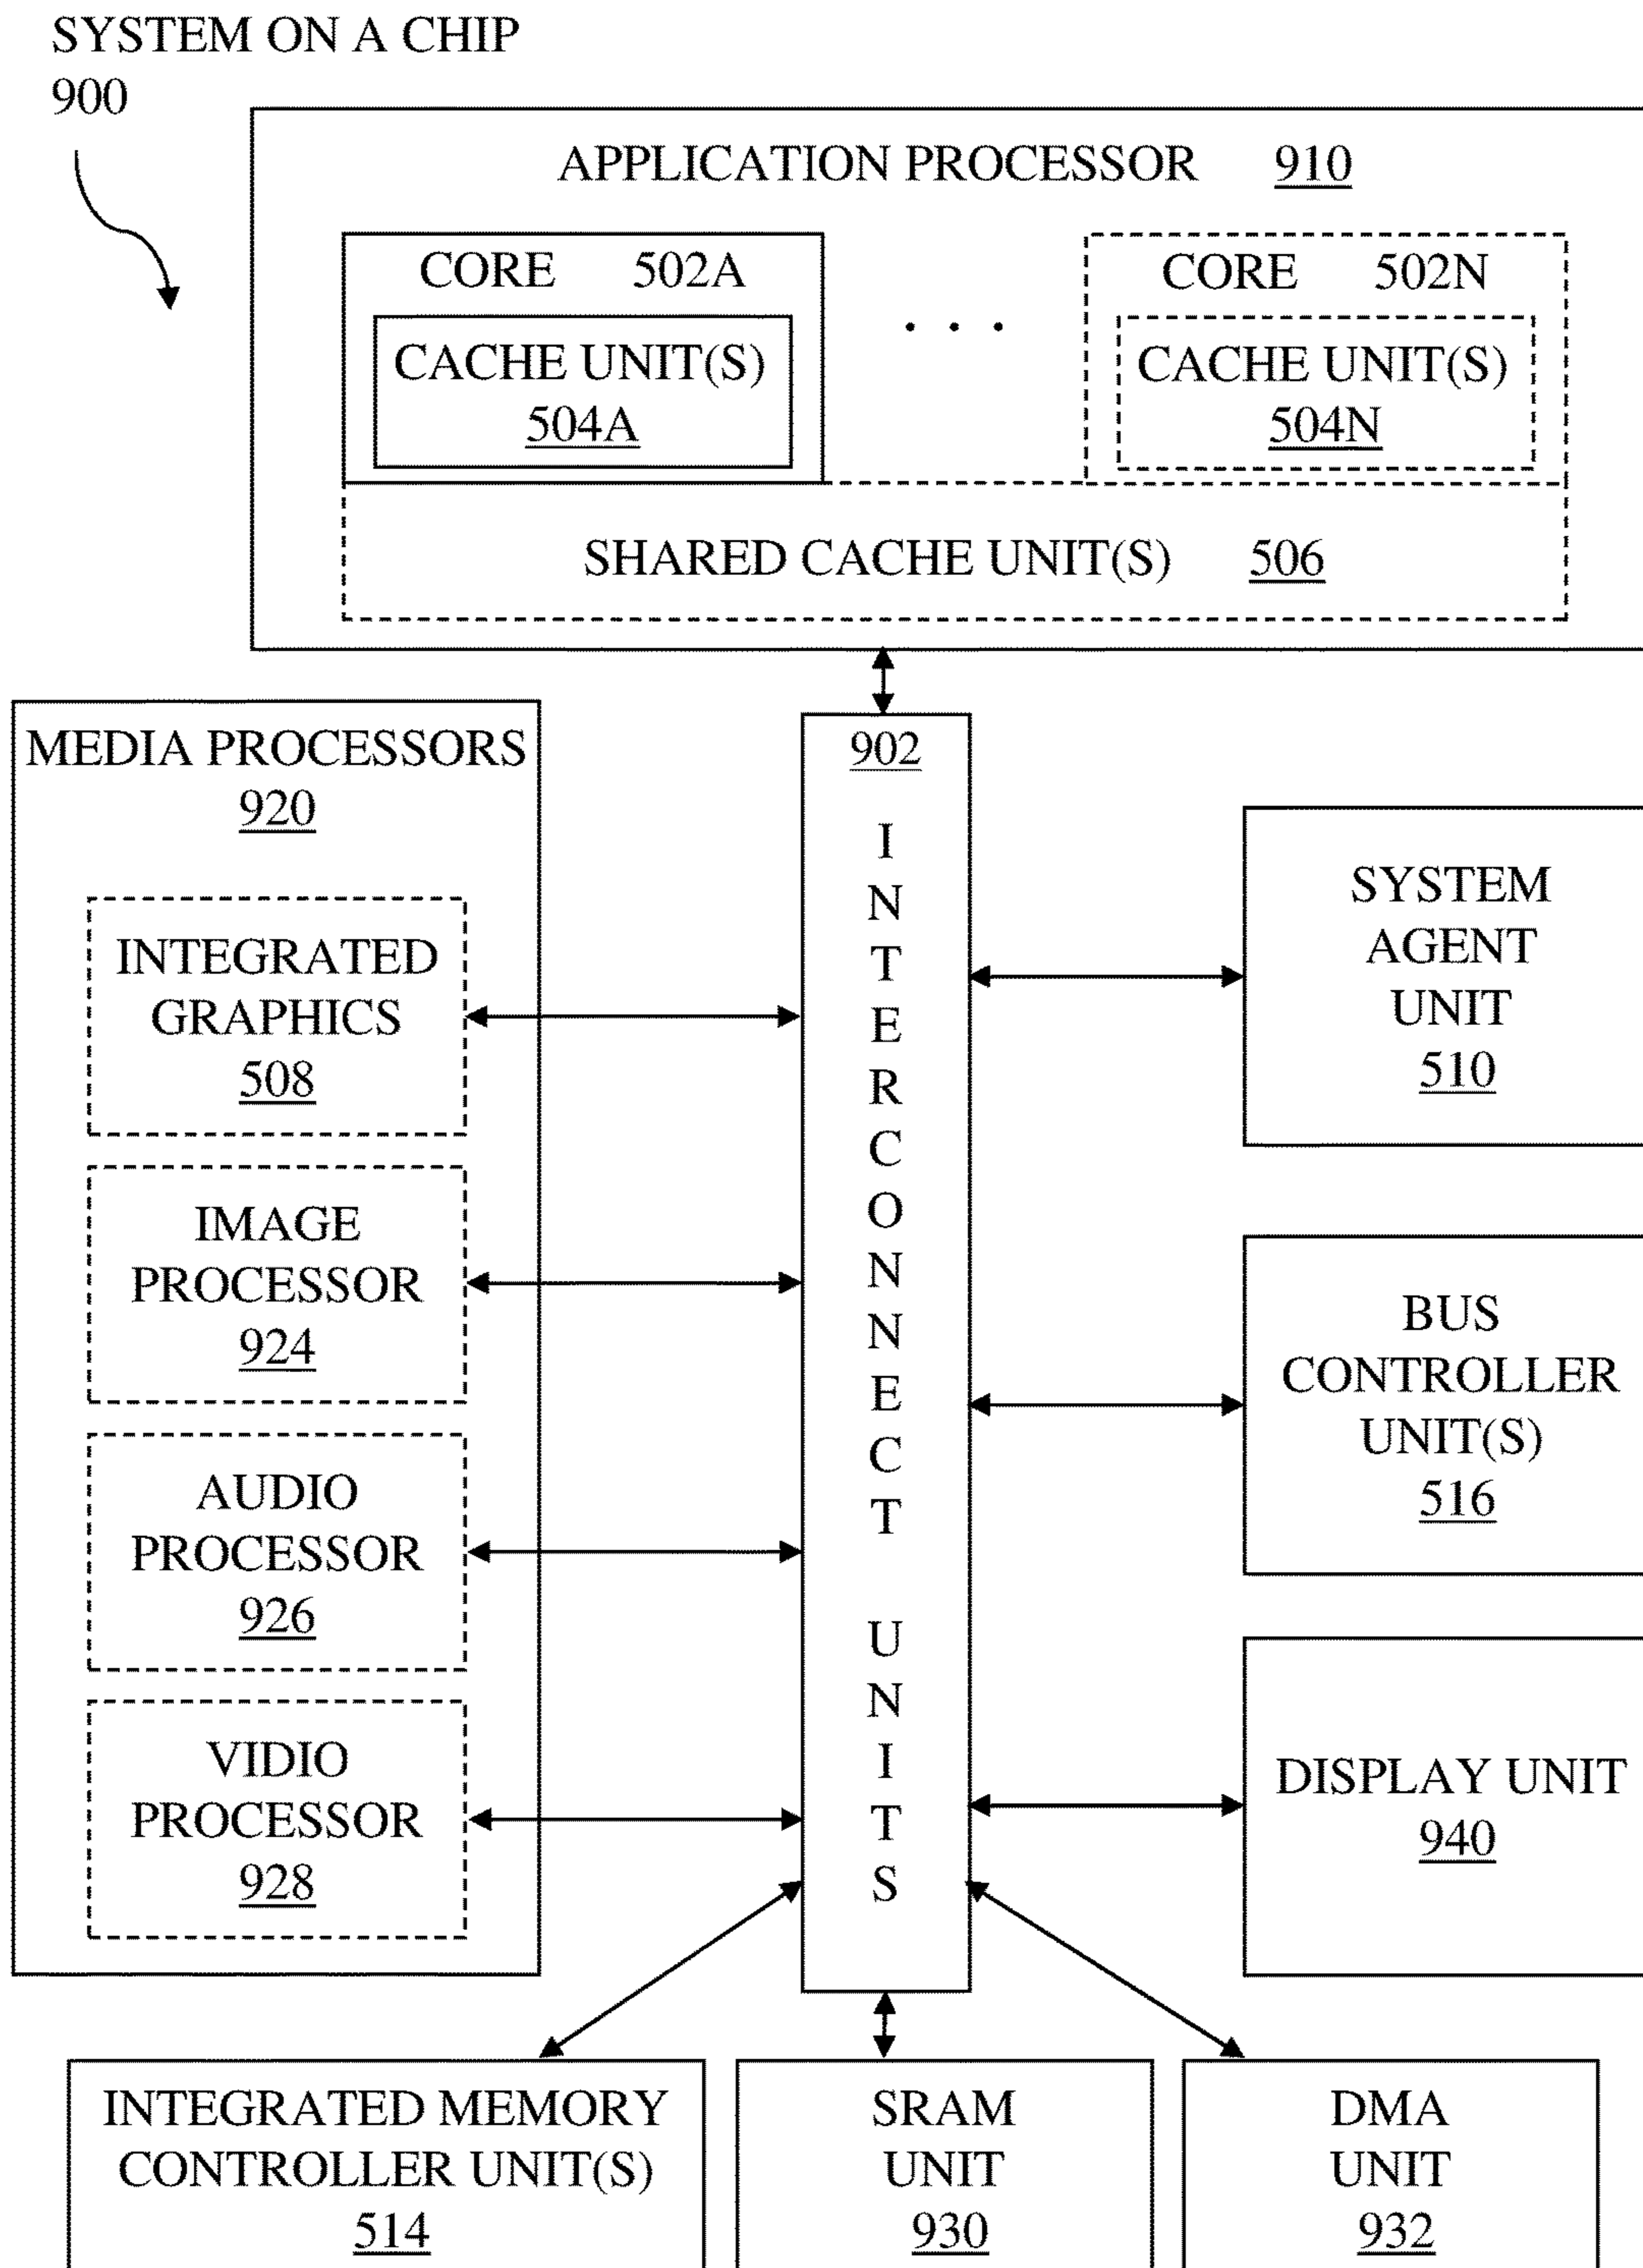 SYSTEM ON A CHIP
900
APPLICATION PROCESSOR 910
CORE 502A
CACHE UNIT(S)
504A
. . .
CORE 502N
CACHE UNIT(S)
504N
SHARED CACHE UNIT(S) 506
MEDIA PROCESSORS
920
INTEGRATED
GRAPHICS
508
IMAGE
PROCESSOR
924
AUDIO
PROCESSOR
926
VIDIO
PROCESSOR
928
902
INTERCONNECT UNITS
SYSTEM
AGENT
UNIT
510
BUS
CONTROLLER
UNIT(S)
516
DISPLAY UNIT
940
INTEGRATED MEMORY
CONTROLLER UNIT(S)
514
SRAM
UNIT
930
DMA
UNIT
932